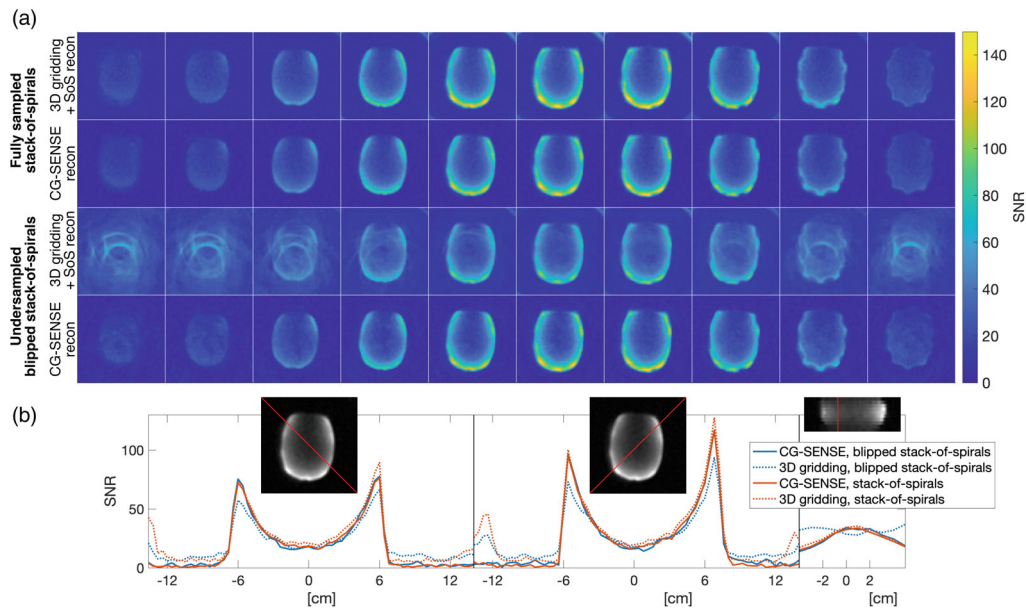 (a)
Fully sampled
stack-of-spirals
3D gridding
+ SoS recon
CG-SENSE
recon
Undersampled
blipped stack-of-spirals
3D gridding
+ SoS recon
CG-SENSE
recon
140
120
100
80
60
40
20
0
SNR
(b)
SNR
100
50
0
-12 -6 0 6 12
[cm]
-12 -6 0 6 12
[cm]
-2 0 2
[cm]
CG-SENSE, blipped stack-of-spirals
3D gridding, blipped stack-of-spirals
CG-SENSE, stack-of-spirals
3D gridding, stack-of-spirals